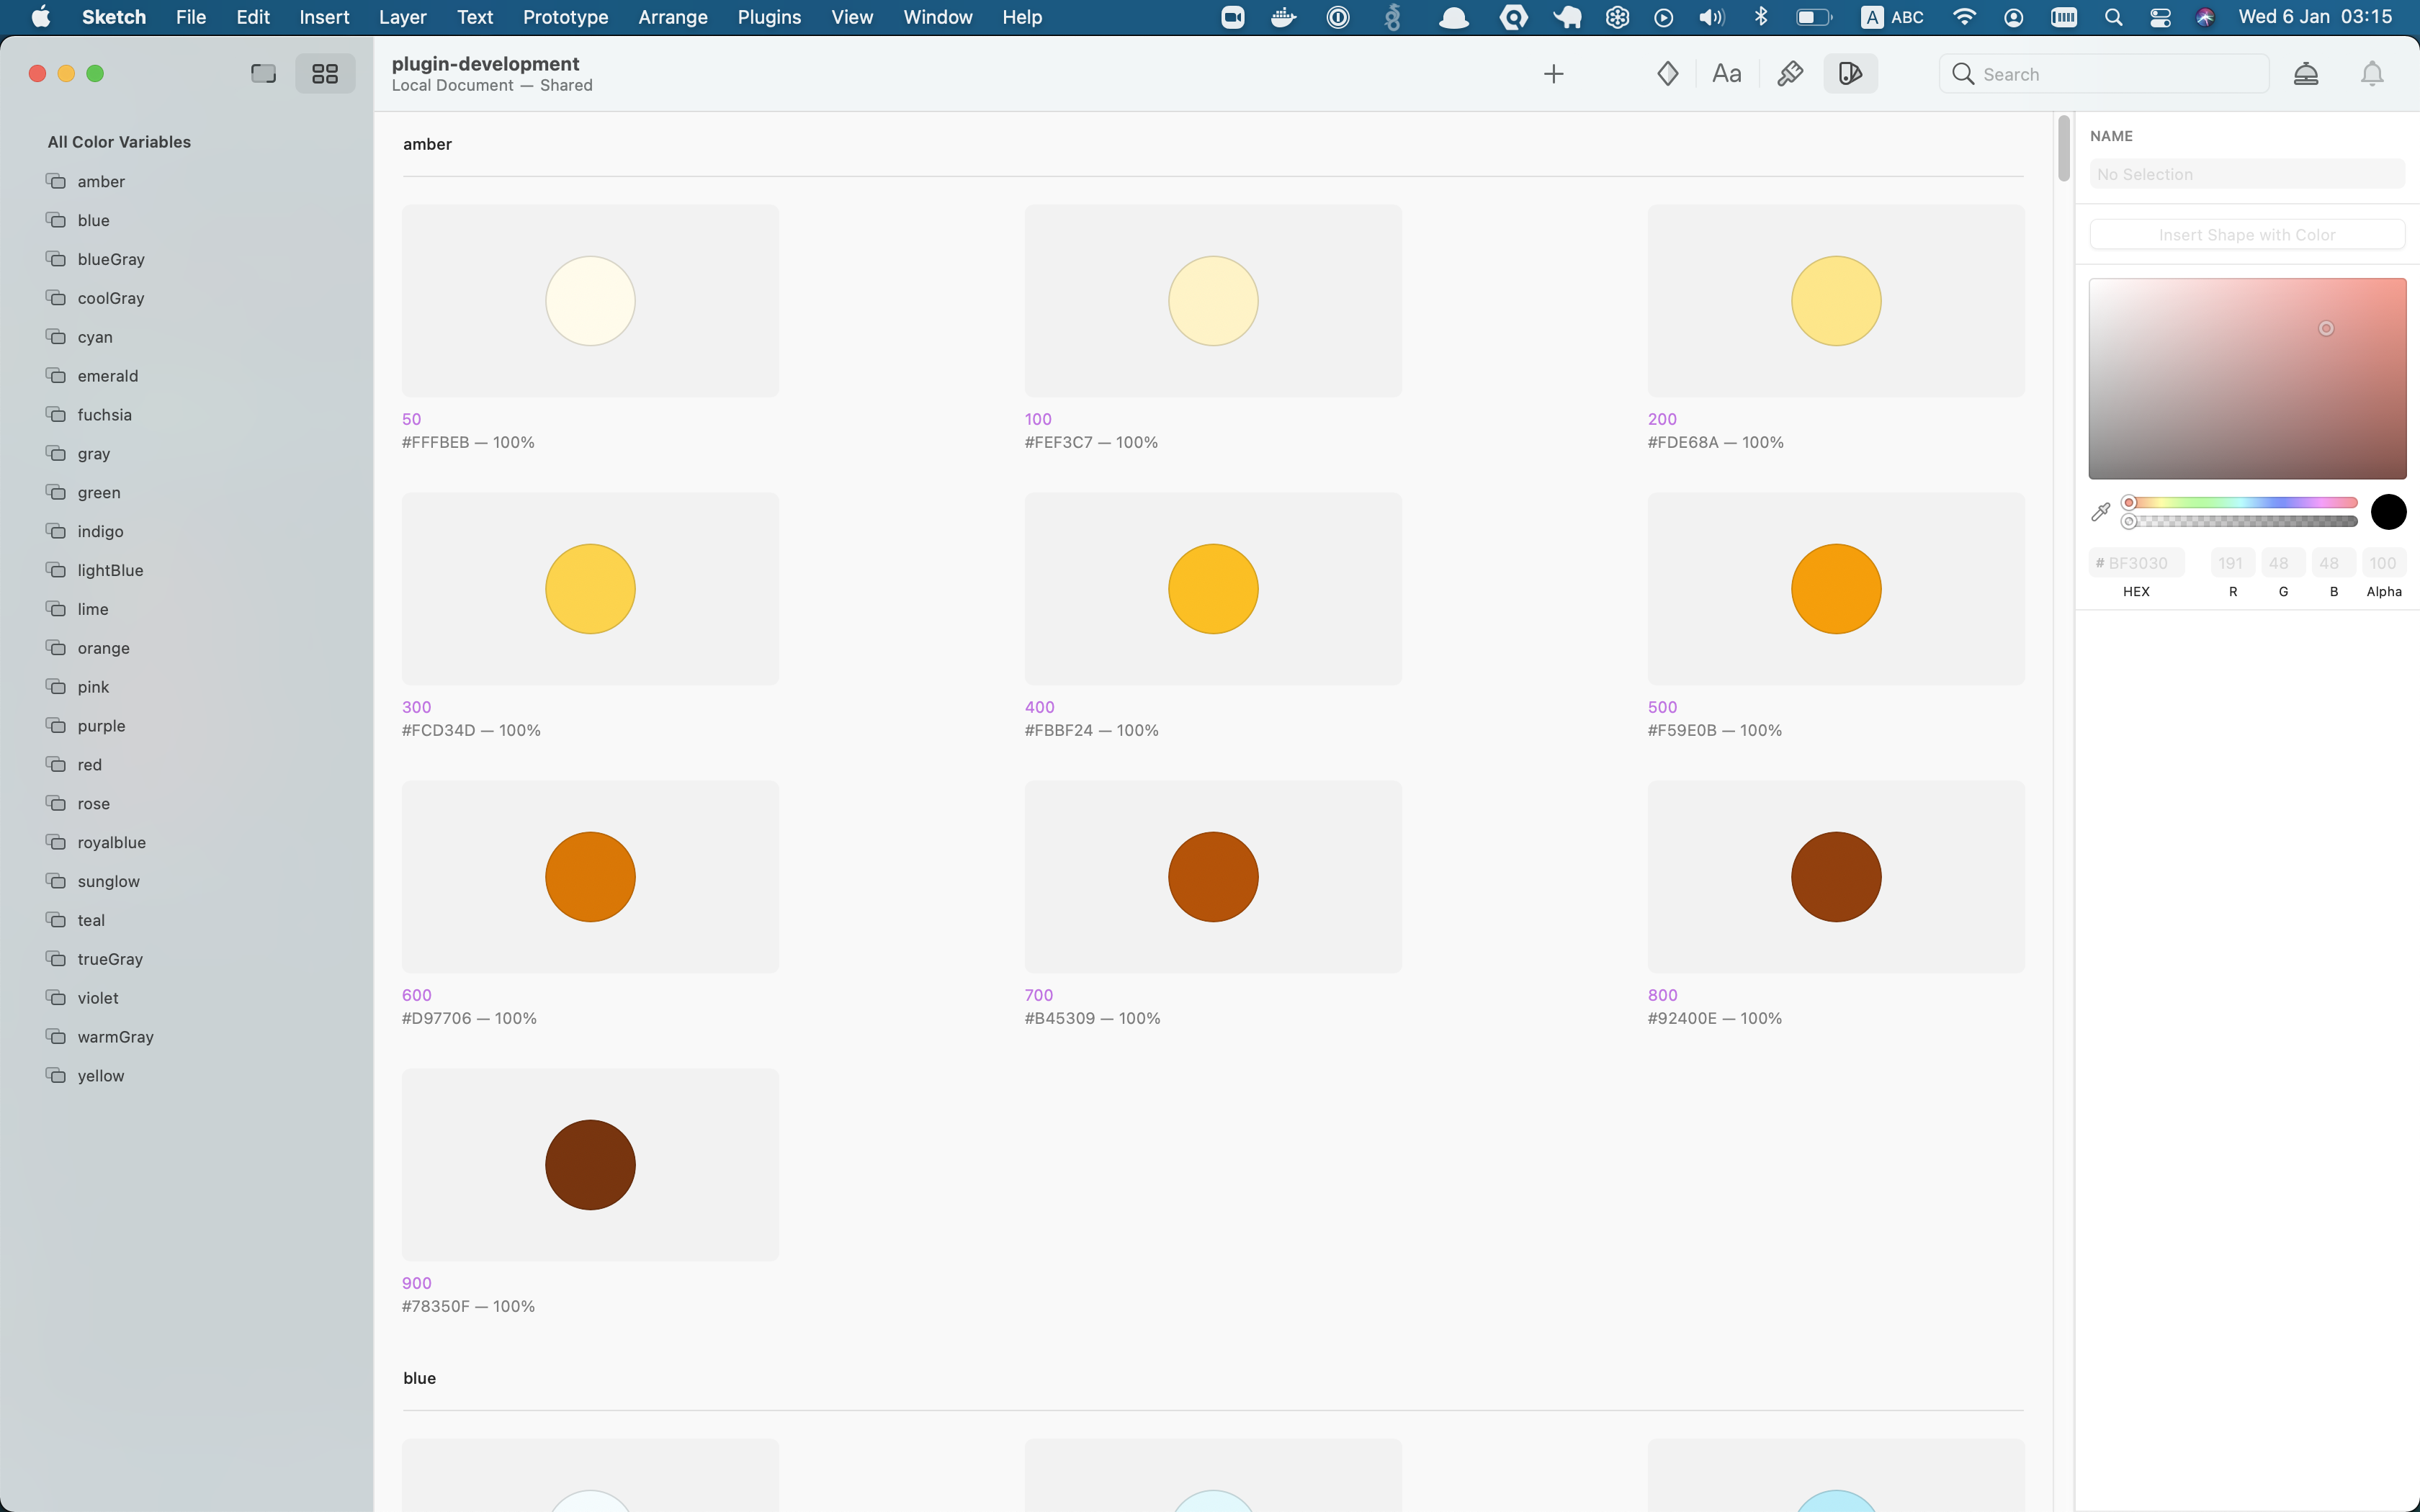 Sketch File Edit Insert Layer Text Prototype Arrange Plugins View Window Help A ABC Wed 6 Jan 03:15
plugin-development
Local Document — Shared
Aa
Search
All Color Variables
amber
blue
blueGray
coolGray
cyan
emerald
fuchsia
gray
green
indigo
lightBlue
lime
orange
pink
purple
red
rose
royalblue
sunglow
teal
trueGray
violet
warmGray
yellow
amber
50 100 200
#FFFBEB — 100% #FEF3C7 — 100% #FDE68A — 100%
300 400 500
#FCD34D — 100% #FBBF24 — 100% #F59E0B — 100%
600 700 800
#D97706 — 100% #B45309 — 100% #92400E — 100%
900
#78350F — 100%
blue
NAME
No Selection
Insert Shape with Color
# BF3030 191 48 48 100
HEX R G B Alpha